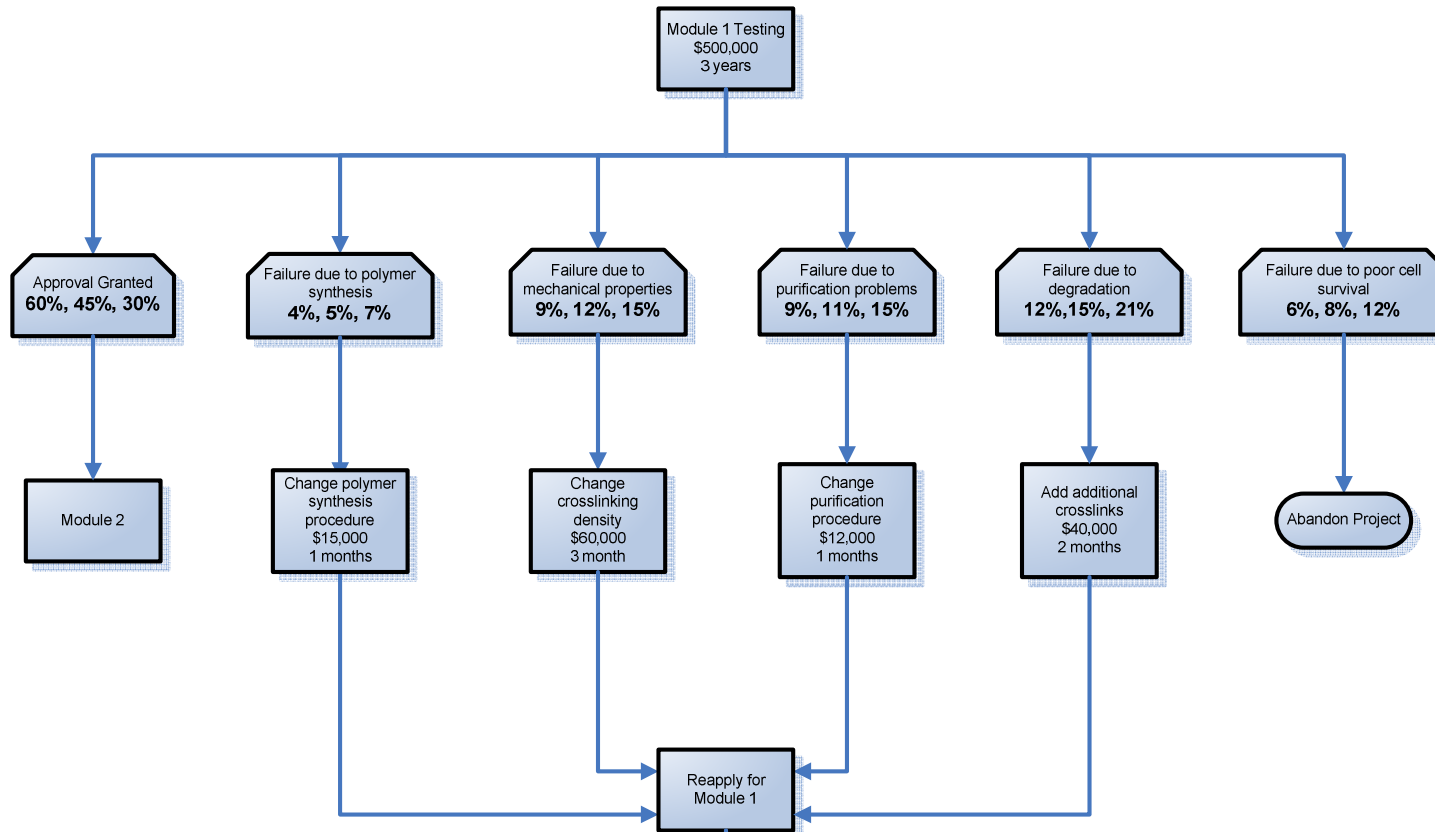 Module 1 Testing
$500,000
3 years
Approval Granted
60%, 45%, 30%
Failure due to polymer
synthesis
4%, 5%, 7%
Failure due to
mechanical properties
9%, 12%, 15%
Failure due to
purification problems
9%, 11%, 15%
Failure due to
degradation
12%,15%, 21%
Failure due to poor cell
survival
6%, 8%, 12%
Module 2
Change polymer
synthesis
procedure
$15,000
1 months
Change
crosslinking
density
$60,000
3 month
Change
purification
procedure
$12,000
1 months
Add additional
crosslinks
$40,000
2 months
Abandon Project
Reapply for
Module 1